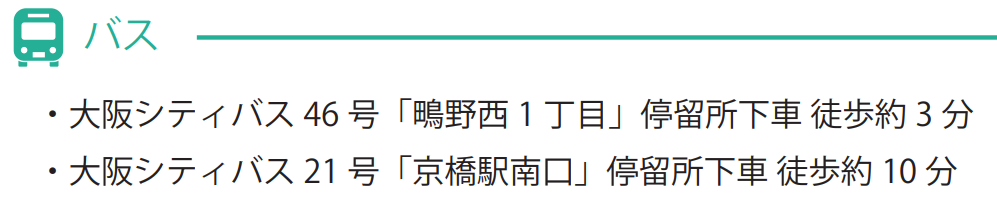 バス
・大阪シティバス 46 号「鴫野西 1 丁目」停留所下車 徒歩約 3 分
・大阪シティバス 21 号「京橋駅南口」停留所下車 徒歩約 10 分